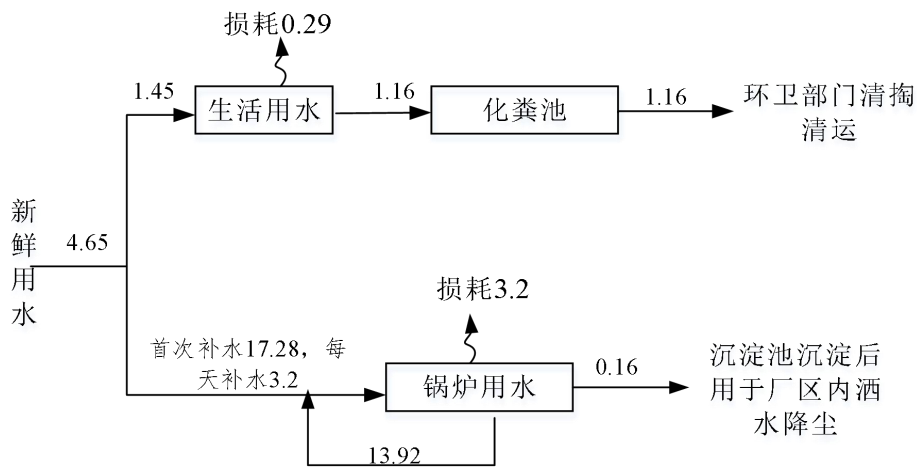 损耗0.29
1.45
生活用水
1.16
化粪池
1.16
环卫部门清掏
清运
新
鲜
用
水
4.65
损耗3.2
首次补水17.28，每
天补水3.2
锅炉用水
0.16
沉淀池沉淀后
用于厂区内洒
水降尘
13.92